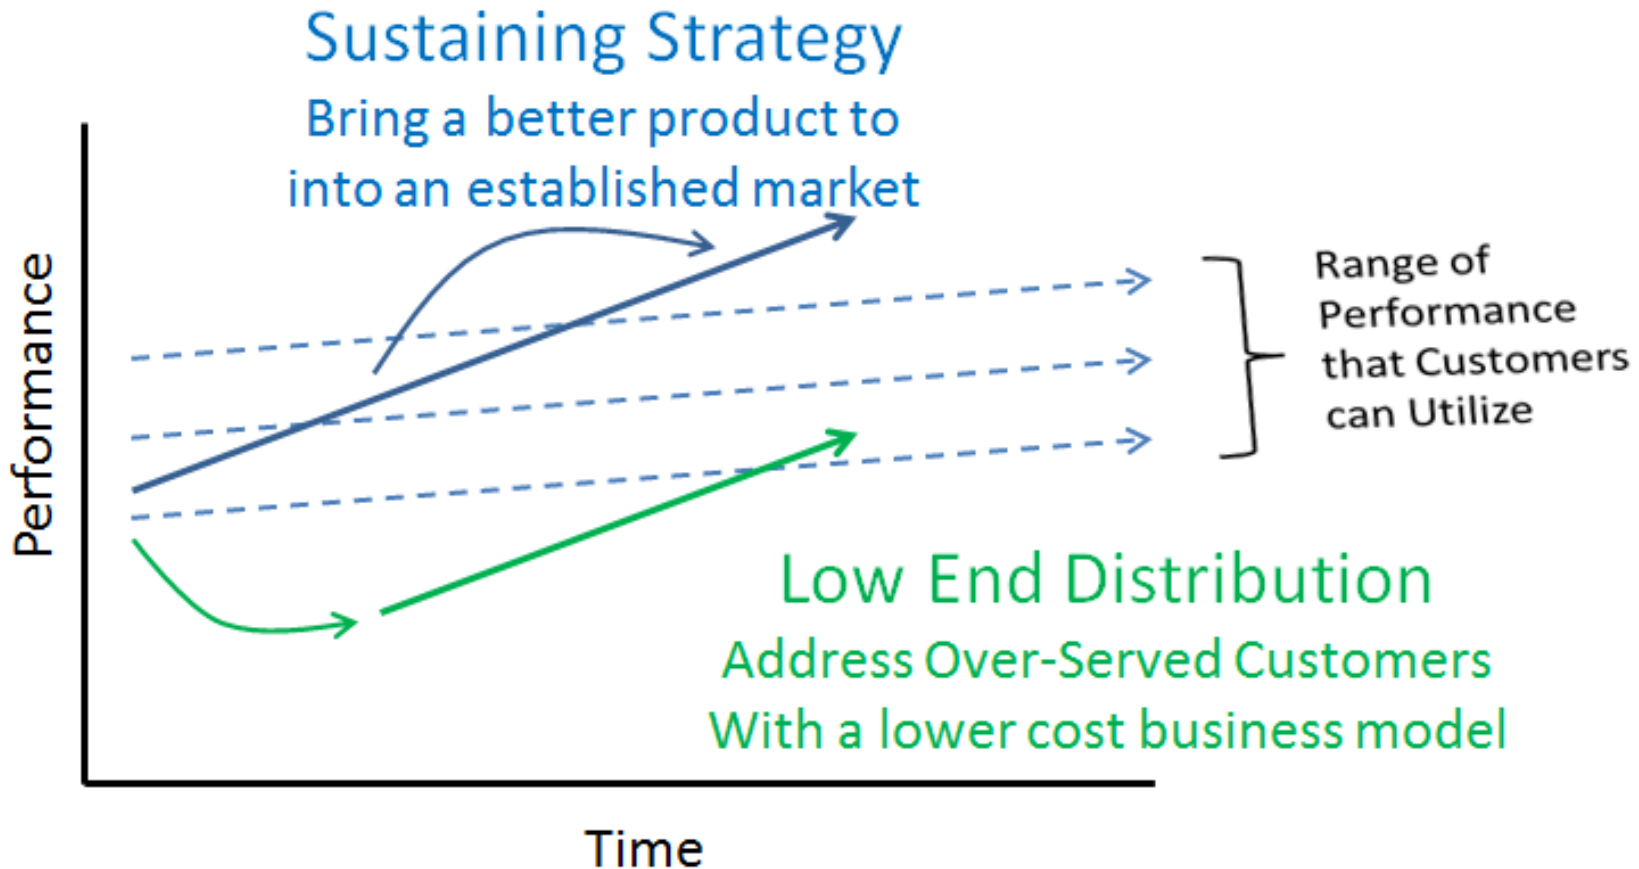 Sustaining Strategy
Bring a better product to
into an established market
Performance
Range of
Performance
that Customers
can Utilize
Low End Distribution
Address Over-Served Customers
With a lower cost business model
Time